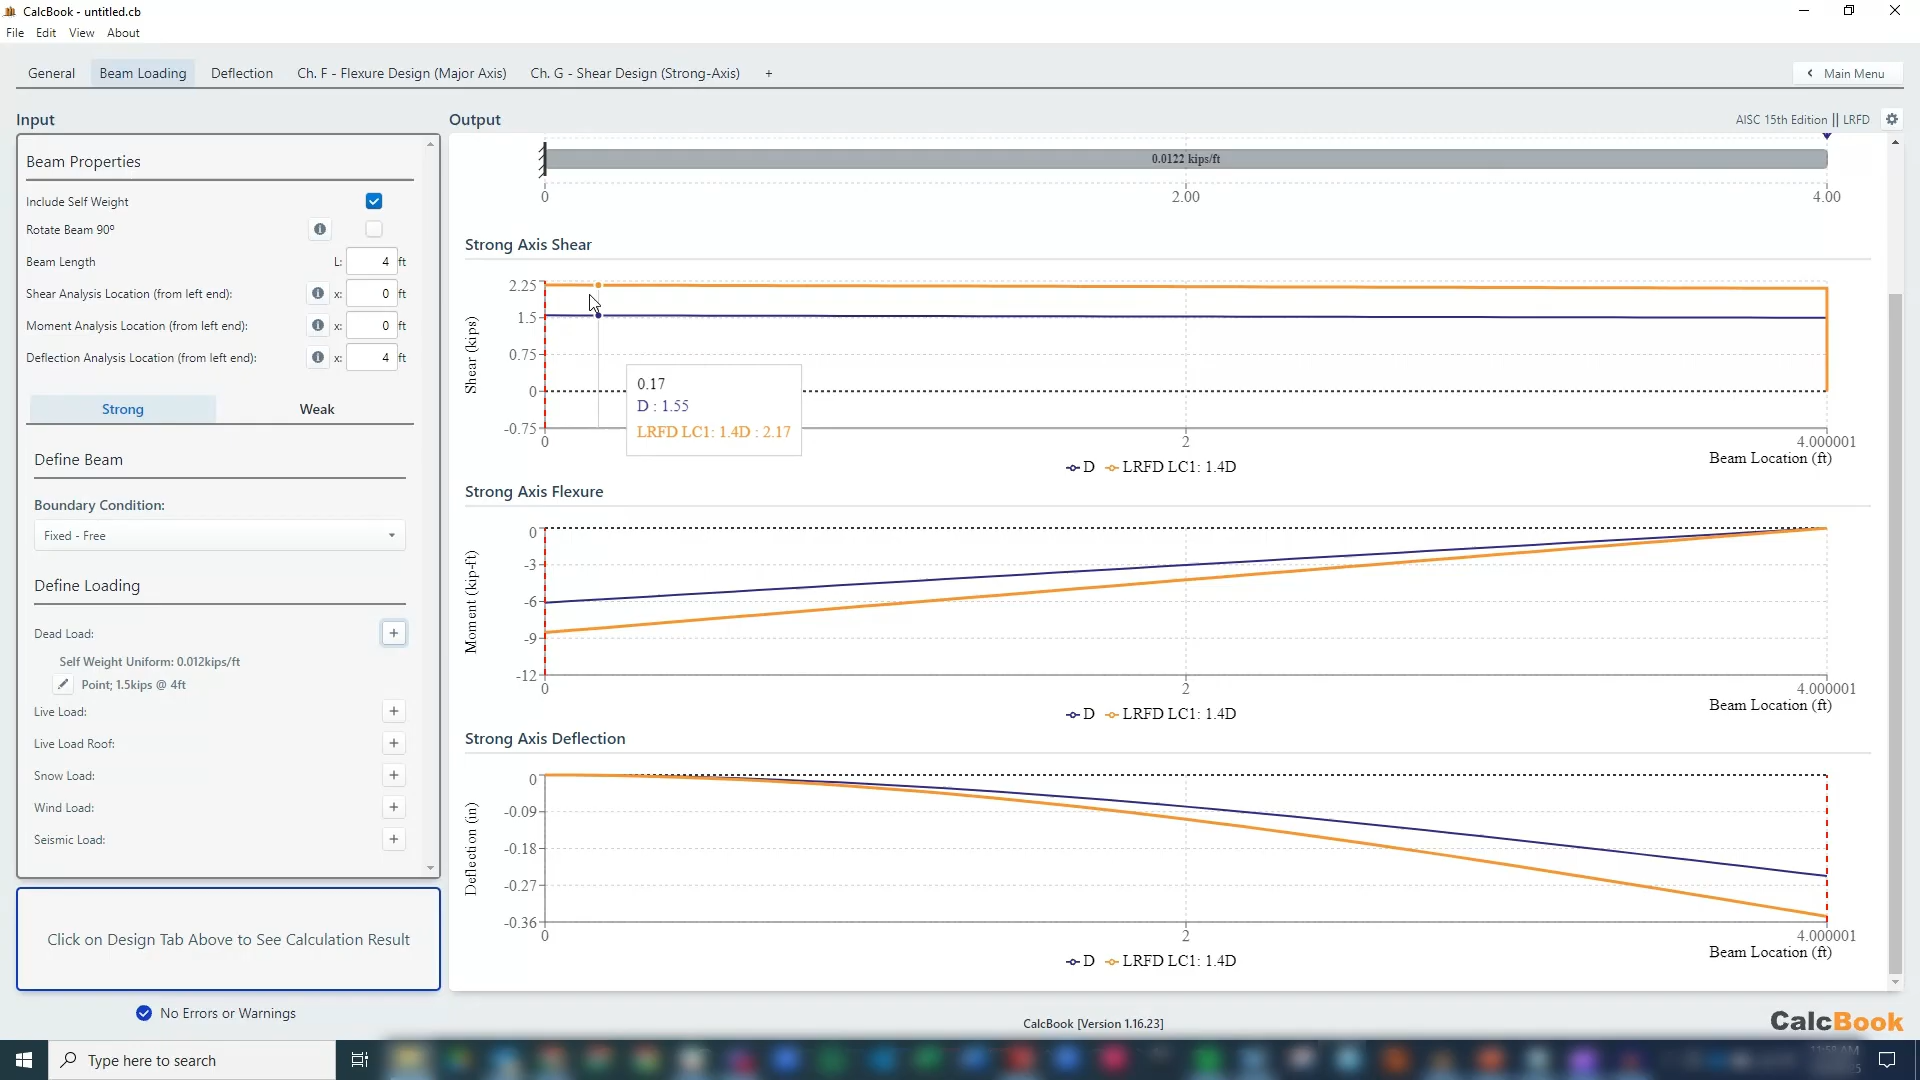 CalcBook - untitled.cb
File Edit View About
General Beam Loading Deflection Ch. F - Flexure Design (Major Axis) Ch. G - Shear Design (Strong-Axis) + Main Menu
Input
Beam Properties
Include Self Weight
Rotate Beam 90º
Beam Length L: 4 ft
Shear Analysis Location (from left end): x: 0 ft
Moment Analysis Location (from left end): x: 0 ft
Deflection Analysis Location (from left end): x: 4 ft
Strong Weak
Define Beam
Boundary Condition:
Fixed - Free
Define Loading
Dead Load: +
Self Weight Uniform: 0.012kips/ft
Point; 1.5kips @ 4ft
Live Load: +
Live Load Roof: +
Snow Load: +
Wind Load: +
Seismic Load: +
Click on Design Tab Above to See Calculation Result
No Errors or Warnings
Output
AISC 15th Edition || LRFD
0.0122 kips/ft
0 2.00 4.00
Strong Axis Shear
Shear (kips)
2.25
1.5
0.75
0
-0.75
0 2 4.000001
0.17
D : 1.55
LRFD LC1: 1.4D : 2.17
Beam Location (ft)
D LRFD LC1: 1.4D
Strong Axis Flexure
Moment (kip-ft)
0
-3
-6
-9
-12
0 2 4.000001
Beam Location (ft)
D LRFD LC1: 1.4D
Strong Axis Deflection
Deflection (in)
0
-0.09
-0.18
-0.27
-0.36
0 2 4.000001
Beam Location (ft)
D LRFD LC1: 1.4D
CalcBook [Version 1.16.23]
CalcBook
Type here to search